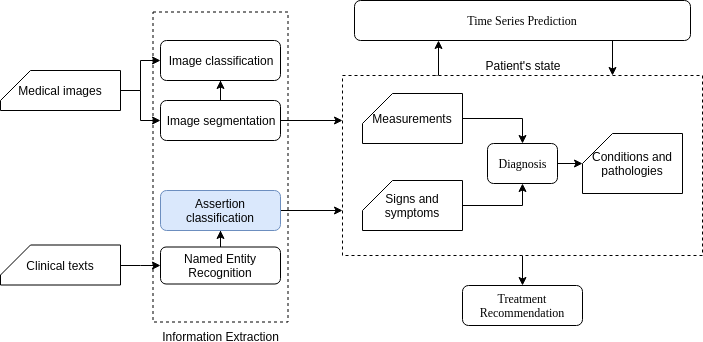 Time Series Prediction
Image classification
Patient's state
Medical images
Image segmentation
Measurements
Diagnosis
Conditions and
pathologies
Assertion
classification
Signs and
symptoms
Clinical texts
Named Entity
Recognition
Treatment
Recommendation
Information Extraction